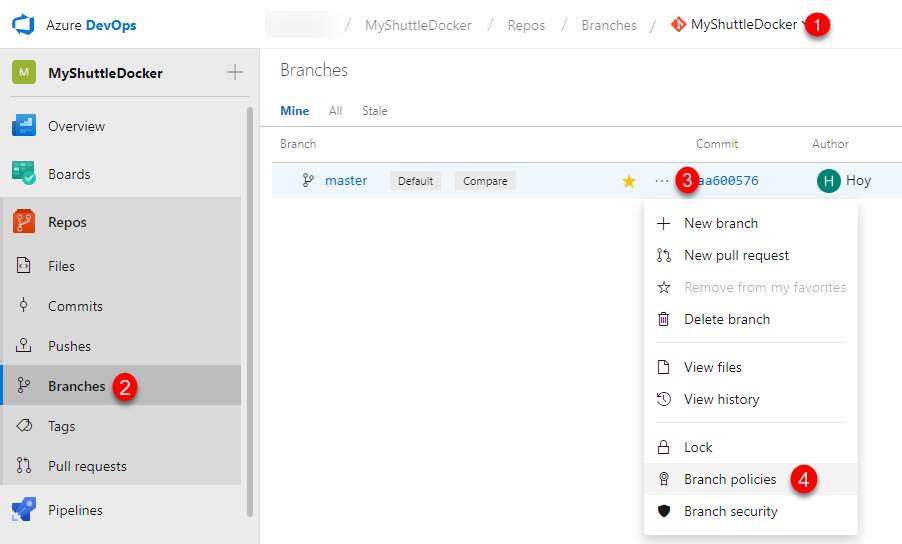 Azure DevOps
/ MyShuttleDocker / Repos / Branches / MyShuttleDocker 1
M MyShuttleDocker
Overview
Boards
Repos
Files
Commits
Pushes
Branches 2
Tags
Pull requests
Pipelines
Branches
Mine All Stale
Branch Commit Author
master Default Compare ... 3 aa600576 H Hoy
New branch
New pull request
Remove from my favorites
Delete branch
View files
View history
Lock
Branch policies 4
Branch security